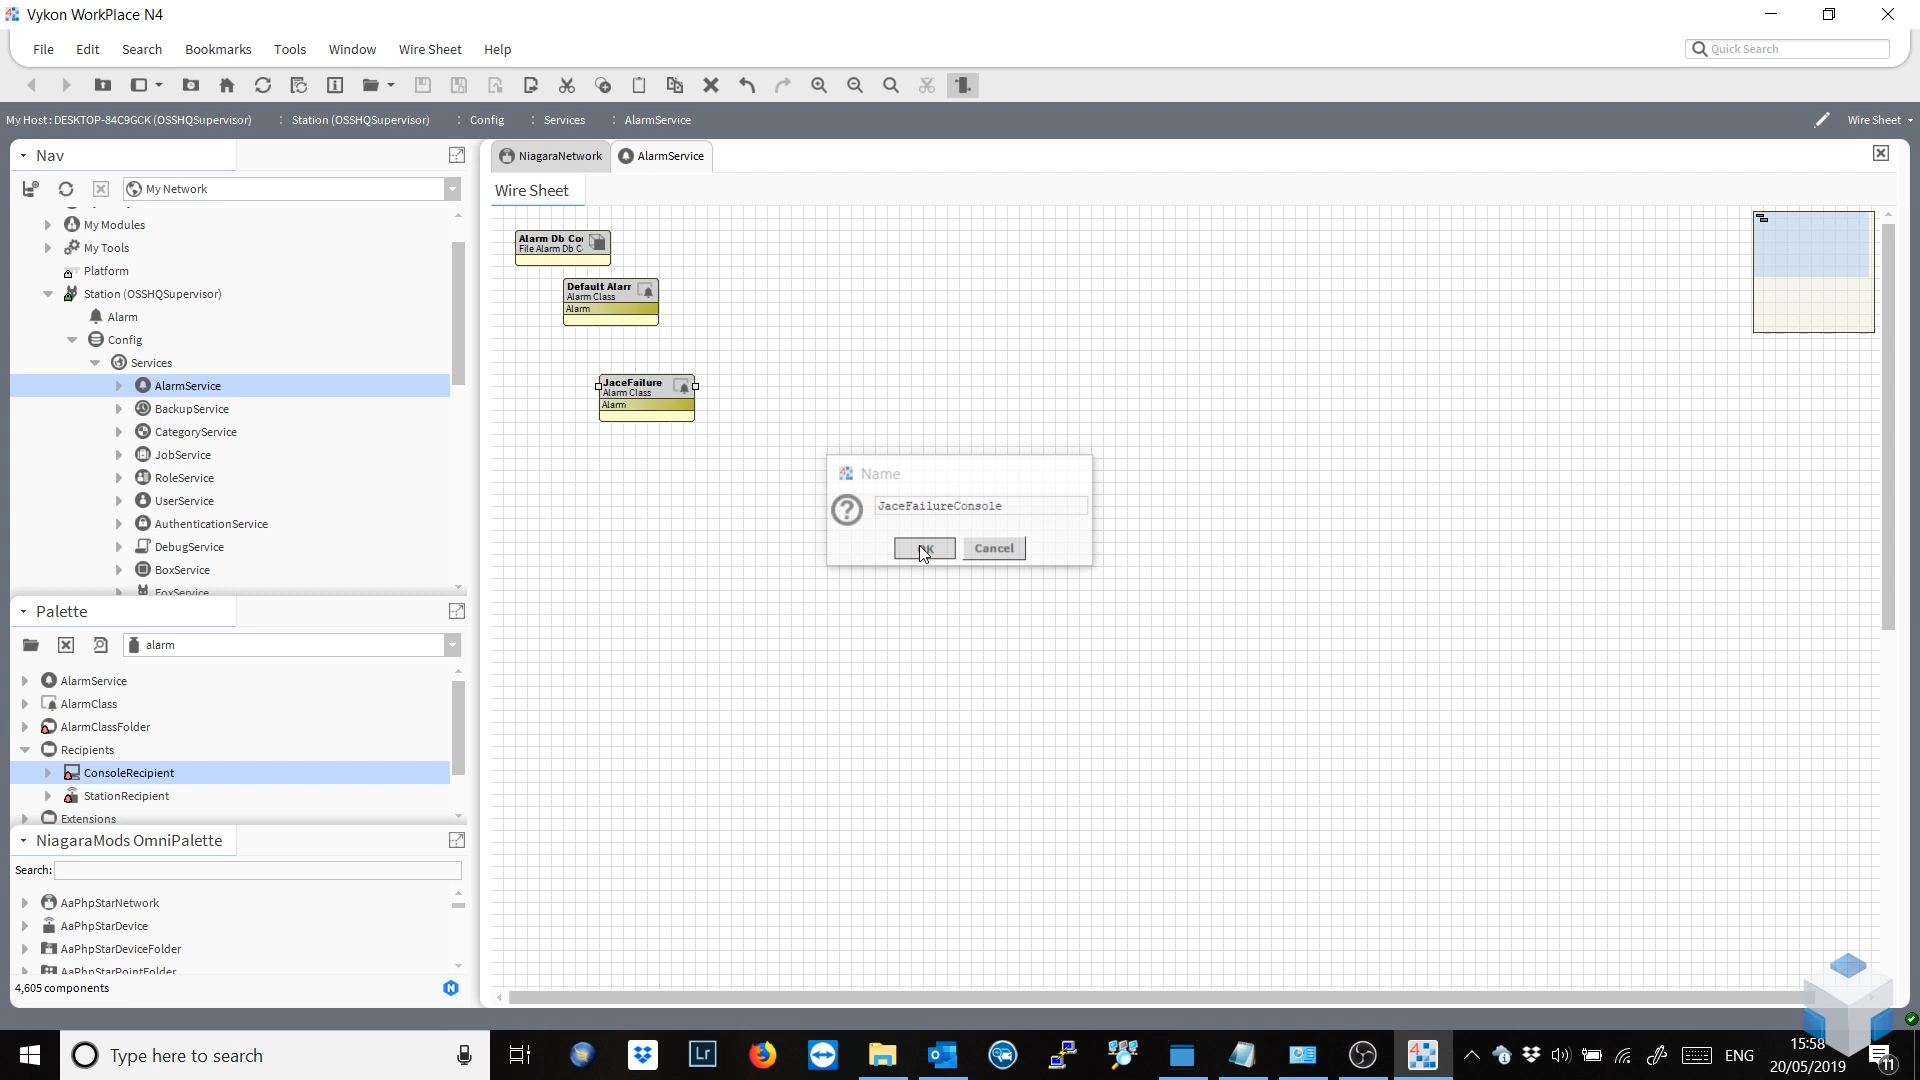 Vykon WorkPlace N4
File Edit Search Bookmarks Tools Window Wire Sheet Help
Quick Search
My Host : DESKTOP-84C9GCK (OSSHQSupervisor) : Station (OSSHQSupervisor) : Config : Services : AlarmService
Wire Sheet
Nav
My Network
My Modules
My Tools
Platform
Station (OSSHQSupervisor)
Alarm
Config
Services
AlarmService
BackupService
CategoryService
JobService
RoleService
UserService
AuthenticationService
DebugService
BoxService
FoxService
Palette
alarm
AlarmService
AlarmClass
AlarmClassFolder
Recipients
ConsoleRecipient
StationRecipient
Extensions
NiagaraMods OmniPalette
Search:
AaPhpStarNetwork
AaPhpStarDevice
AaPhpStarDeviceFolder
AaPhpStarPointFolder
4,605 components
NiagaraNetwork AlarmService
Wire Sheet
Alarm Db Co
File Alarm Db C
Default Alarr
Alarm Class
Alarm
JaceFailure
Alarm Class
Alarm
Name
JaceFailureConsole
Cancel
Type here to search
Lr
ENG
15:58
20/05/2019
11